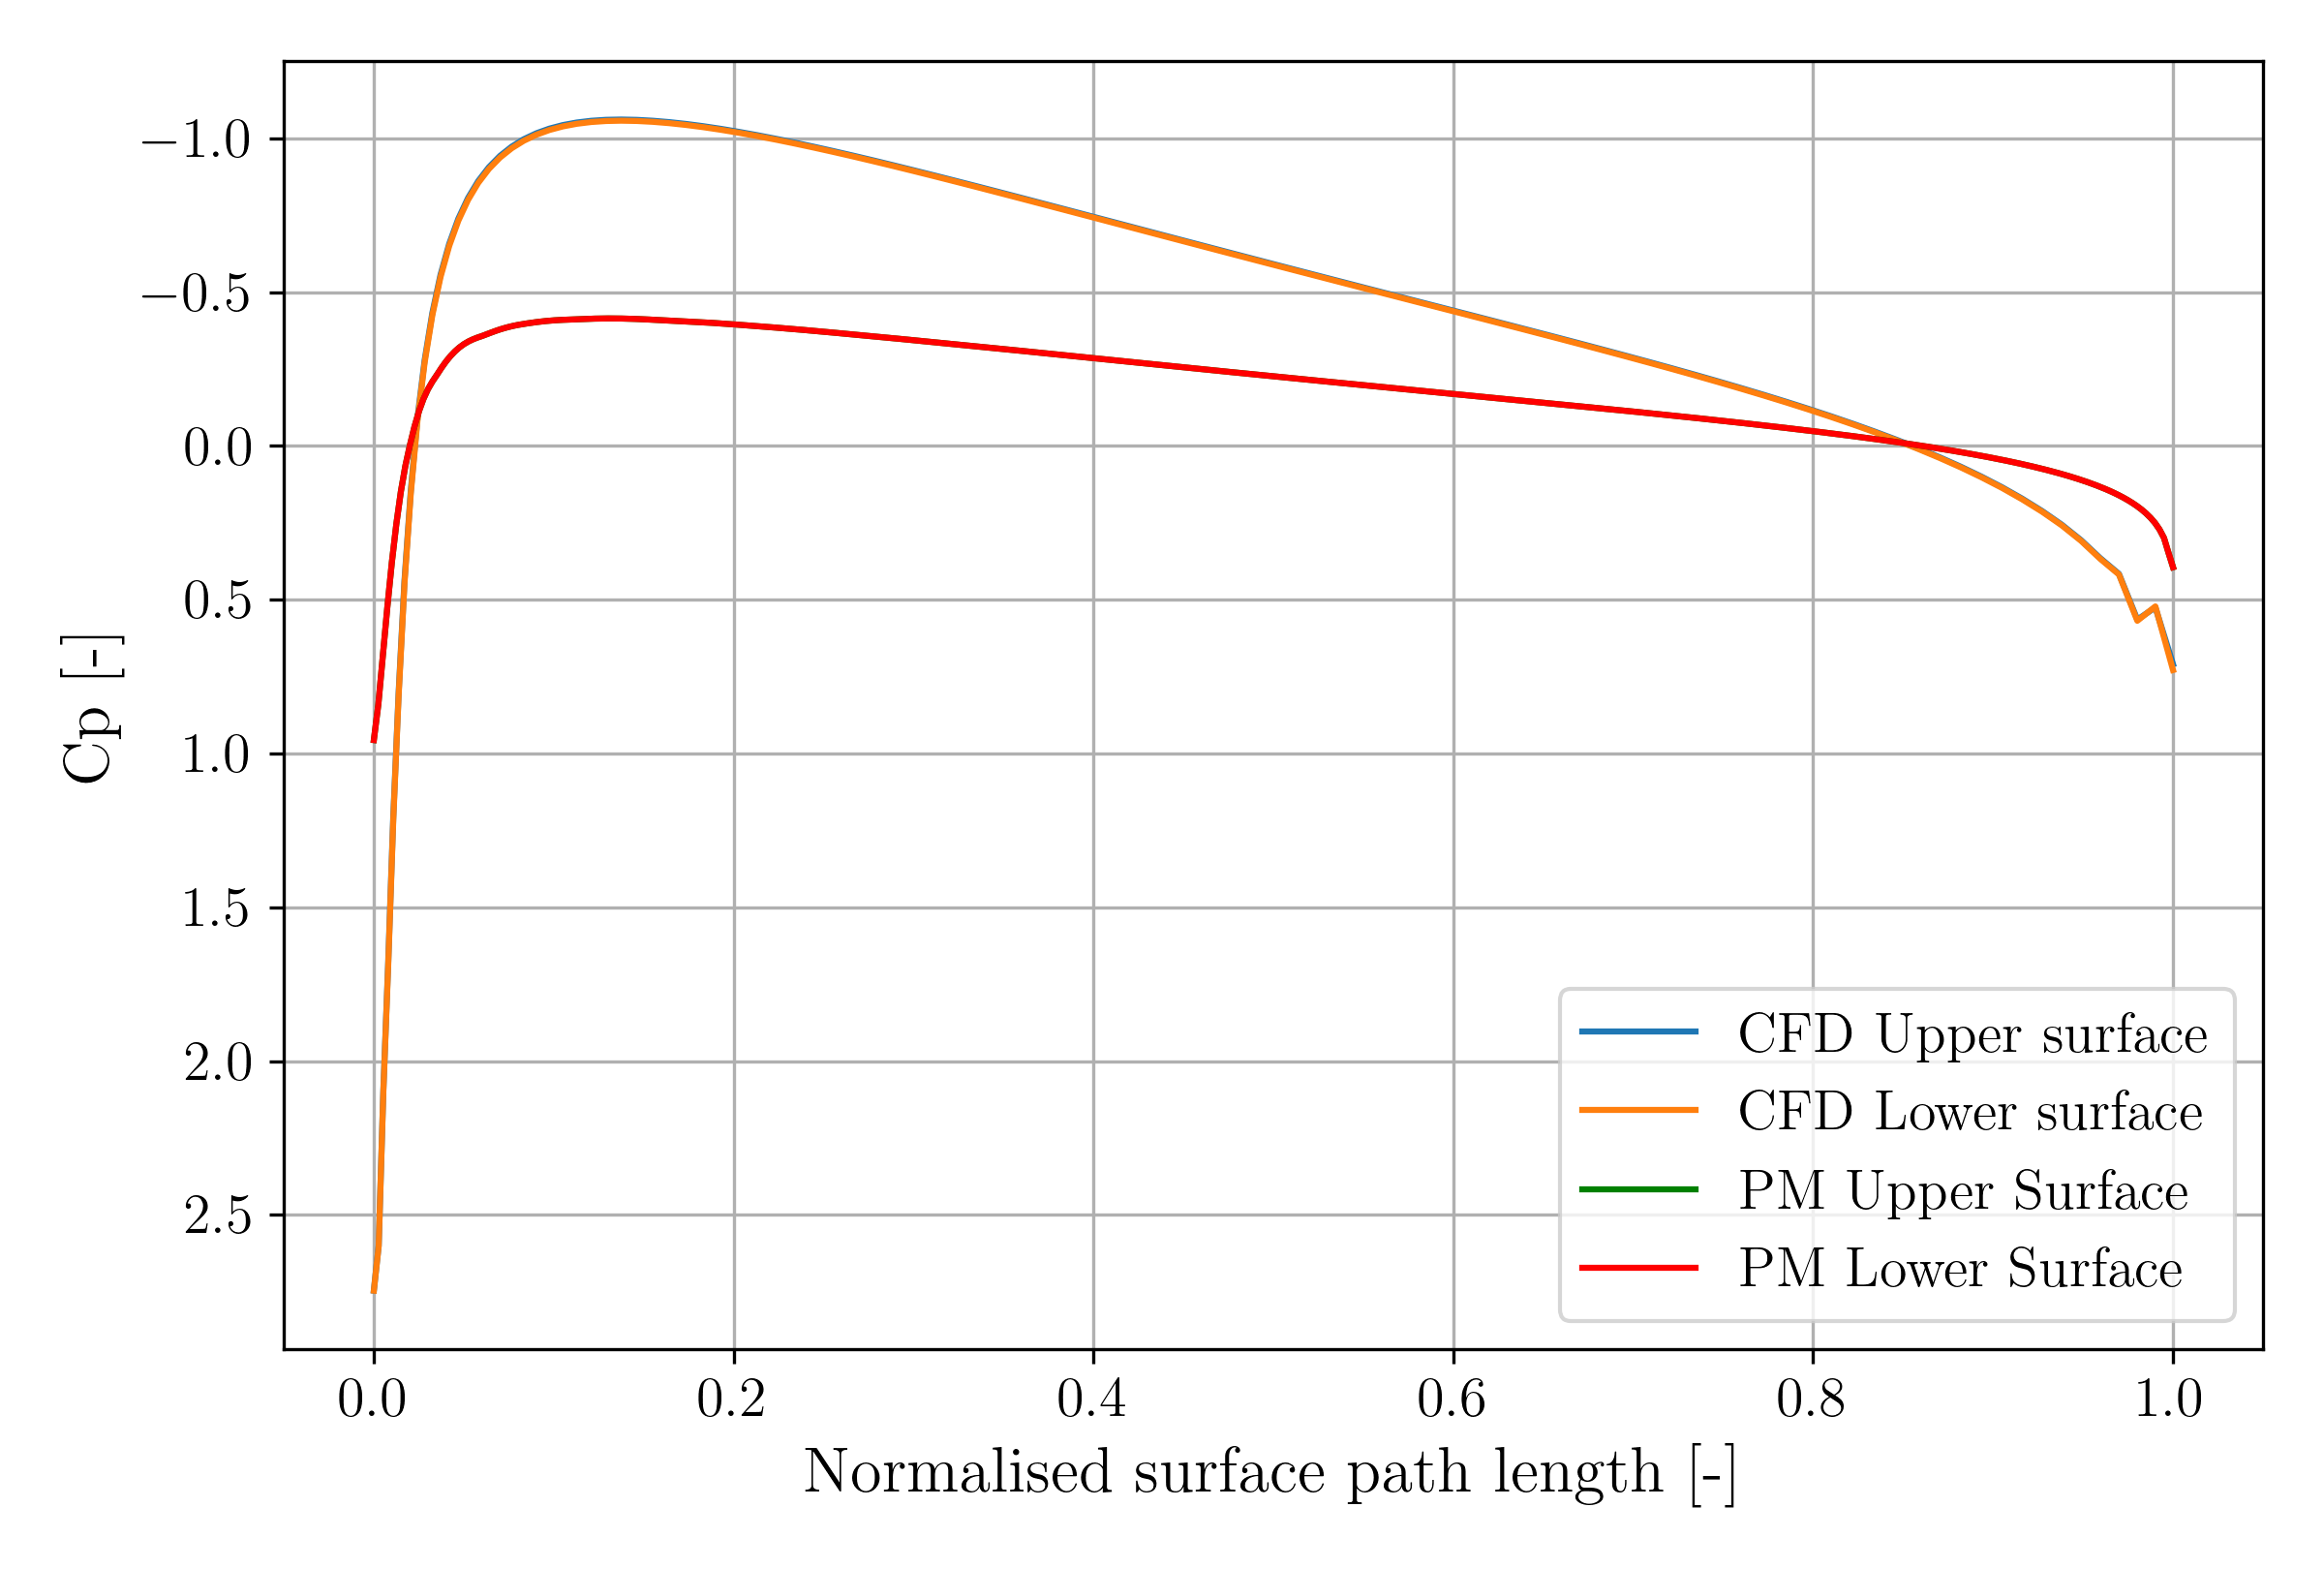 −1.0
−0.5
0.0
0.5
1.0
1.5
2.0
2.5
Cp [-]
0.0 0.2 0.4 0.6 0.8 1.0
Normalised surface path length [-]
CFD Upper surface
CFD Lower surface
PM Upper Surface
PM Lower Surface